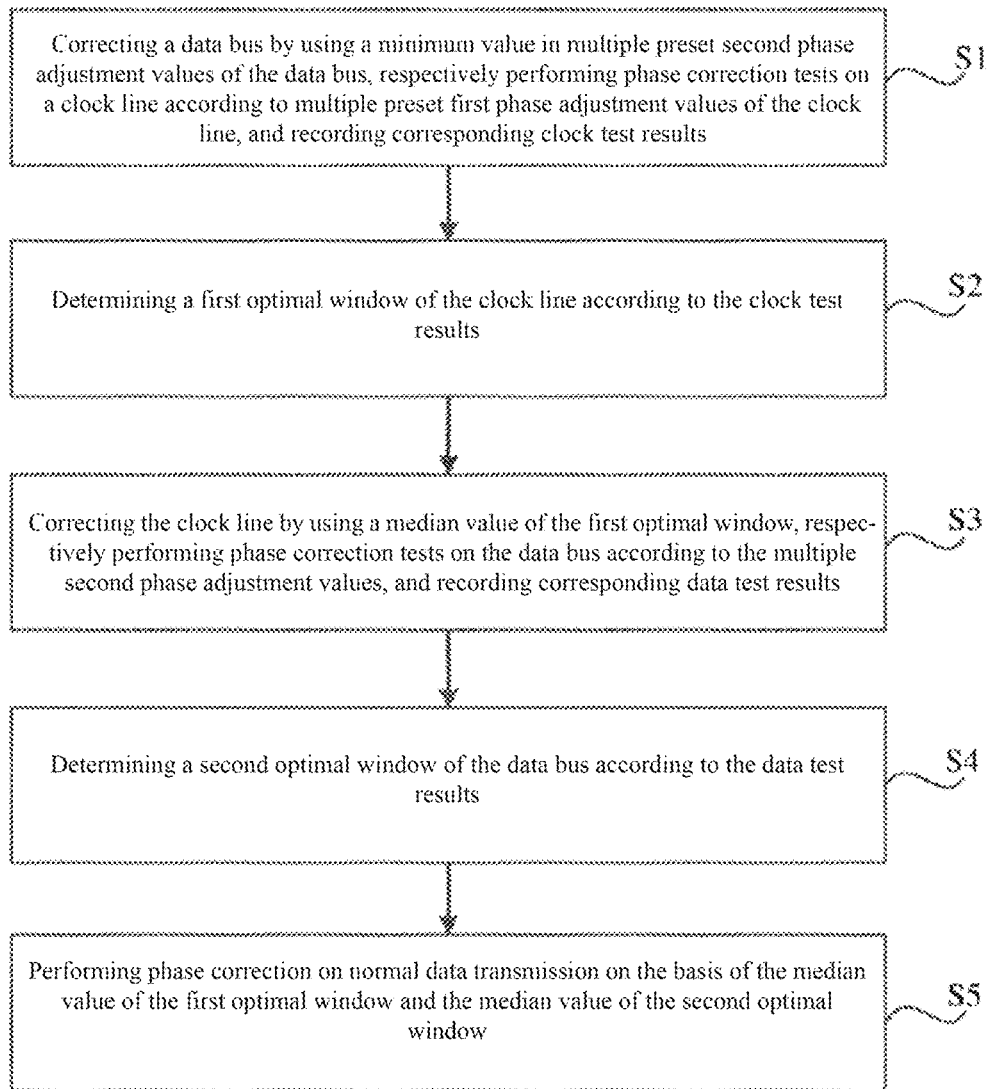 Correcting a data bus by using a minimum value in multiple preset second phase
adjustment values of the data bus, respectively performing phase correction tests on
a clock line according to multiple preset first phase adjustment values of the clock
line, and recording corresponding clock test results
S1
Determining a first optimal window of the clock line according to the clock test
results
S2
Correcting the clock line by using a median value of the first optimal window, respec-
tively performing phase correction tests on the data bus according to the multiple
second phase adjustment values, and recording corresponding data test results
S3
Determining a second optimal window of the data bus according to the data test
results
S4
Performing phase correction on normal data transmission on the basis of the median
value of the first optimal window and the median value of the second optimal
window
S5